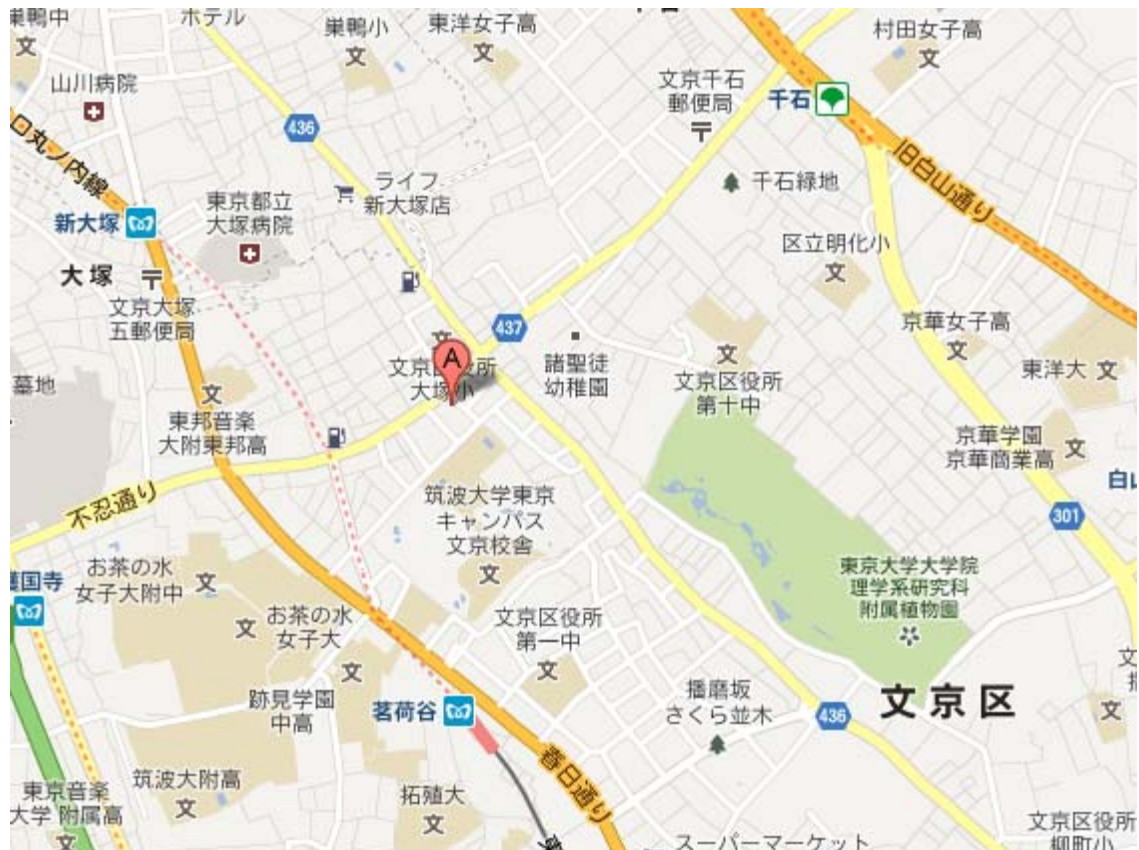 巣鴨中
ホテル
巣鴨小
東洋女子高
村田女子高
山川病院
文京千石
郵便局
千石
436
ロ丸ノ内線
旧白山通り
ライフ
新大塚店
千石緑地
東京都立
大塚病院
新大塚
区立明化小
大塚
文京大塚
五郵便局
437
京華女子高
A
文京区役所
大塚小
諸聖徒
幼稚園
文京区役所
第十中
東洋大
墓地
東邦音楽
大附東邦高
京華学園
京華商業高
白山
不忍通り
筑波大学東京
キャンパス
文京校舎
301
お茶の水
女子大附中
護国寺
東京大学大学院
理学系研究科
附属植物園
お茶の水
女子大
文京区役所
第一中
跡見学園
中高
茗荷谷
播磨坂
さくら並木
436
文京区
春日通り
筑波大附高
東京音楽
大学 附属高
拓殖大
スーパーマーケット
文京区役所
柳町小